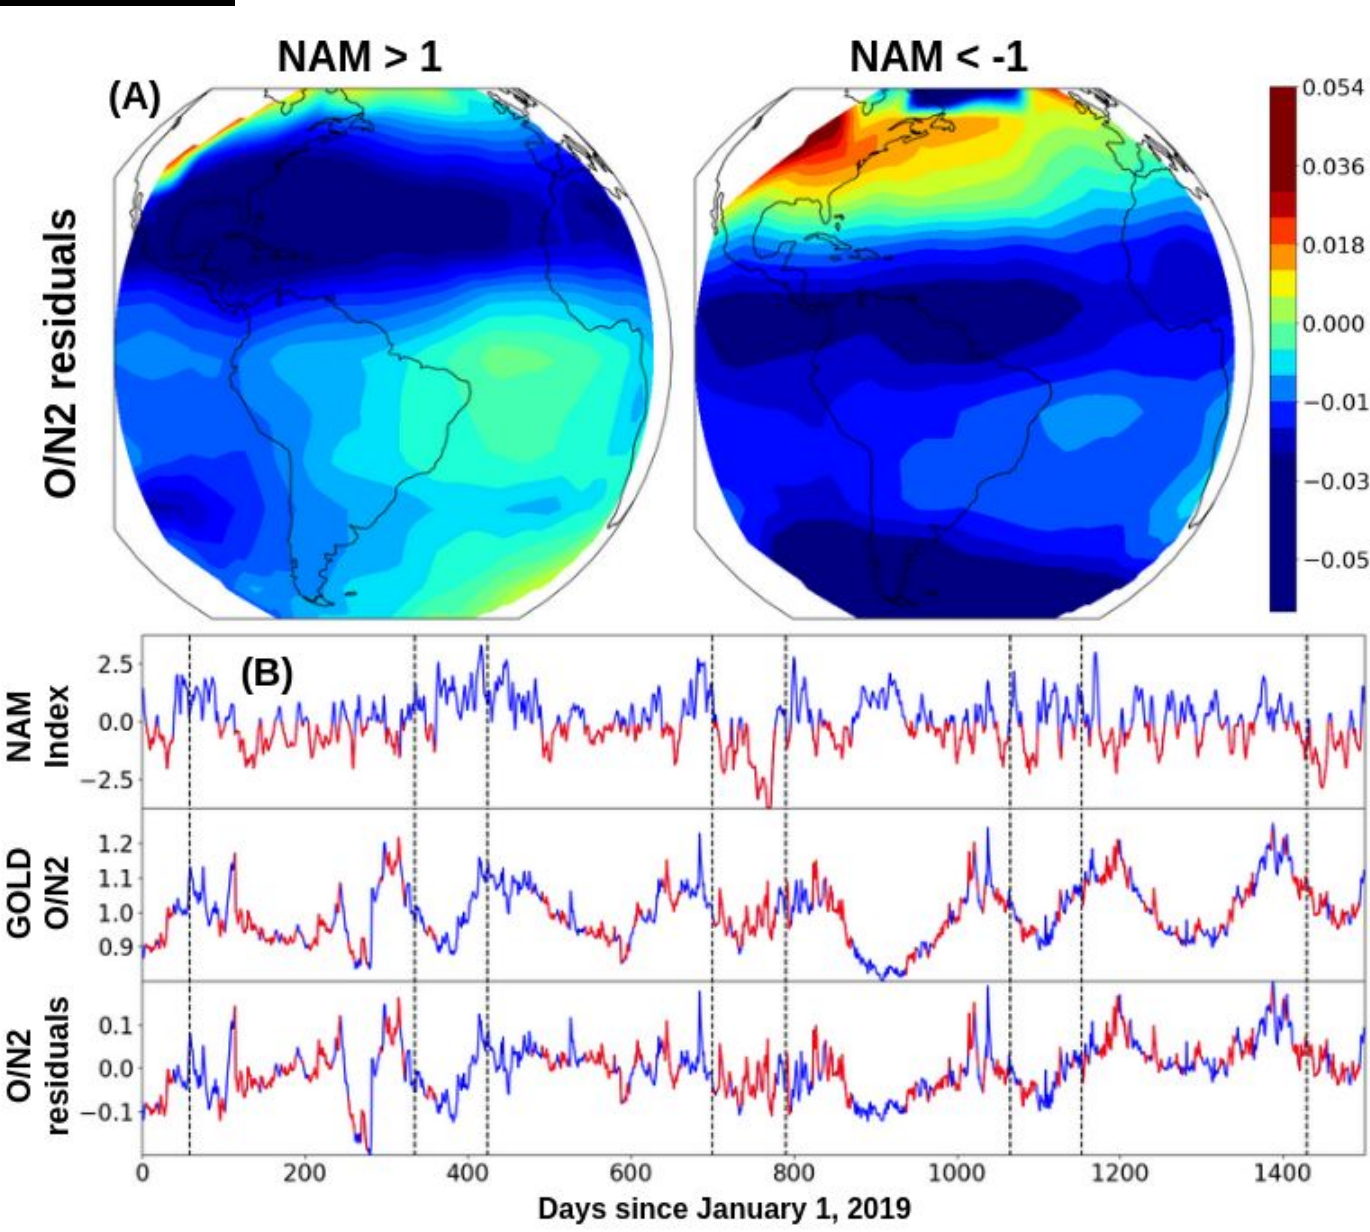 NAM > 1
NAM < -1
(A)
O/N2 residuals
0.054
0.036
0.018
0.000
−0.01
−0.03
−0.05
(B)
NAM
Index
2.5
0.0
−2.5
GOLD
O/N2
1.2
1.1
1.0
0.9
O/N2
residuals
0.1
0.0
−0.1
0 200 400 600 800 1000 1200 1400
Days since January 1, 2019